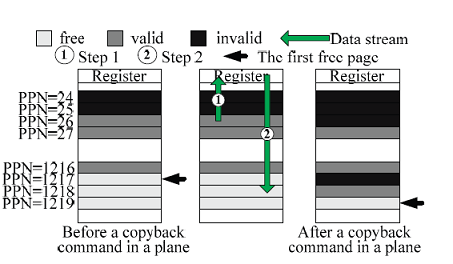 free valid invalid Data stream
1 Step 1 2 Step 2 The first free page
Register Register Register
PPN=24
PPN=25
PPN=26
PPN=27
1
2
PPN=1216
PPN=1217
PPN=1218
PPN=1219
Before a copyback command in a plane
After a copyback command in a plane